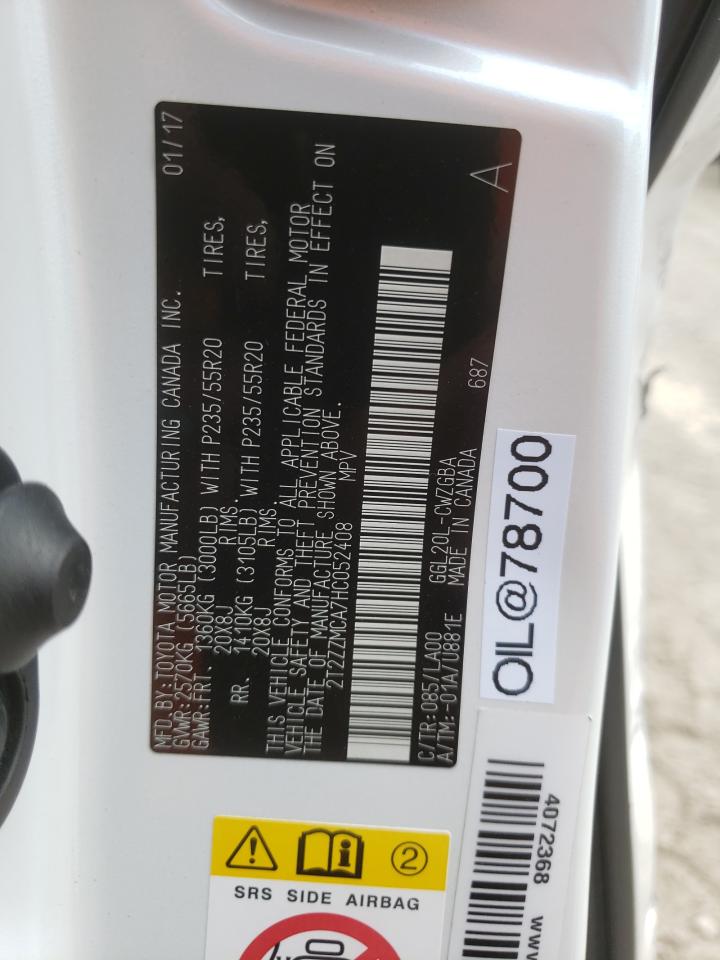 MFD.BY:TOYOTA MOTOR MANUFACTURING CANADA INC. 01/17
GVWR:2570KG (5665LB)
GAWR:FRT. 1360KG (3000LB) WITH P235/55R20 TIRES,
20X8J RIMS.
RR. 1410KG (3105LB) WITH P235/55R20 TIRES,
20X8J RIMS.
THIS VEHICLE CONFORMS TO ALL APPLICABLE FEDERAL MOTOR
VEHICLE SAFETY AND THEFT PREVENTION STANDARDS IN EFFECT ON
THE DATE OF MANUFACTURE SHOWN ABOVE.
2T2ZZMCA7HC052408 MPV
C/TR:085/LA00 GGL20L-CWZGBA 687
A/TM:-01A/U881E MADE IN CANADA
A
OIL@78700
4072368 www
2
SRS SIDE AIRBAG